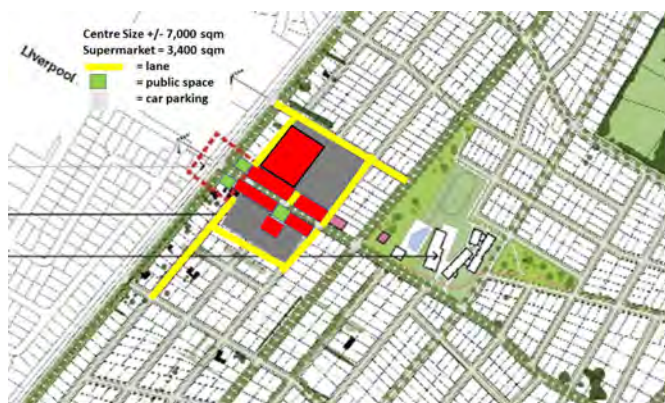 Centre Size +/- 7,000 sqm
Supermarket = 3,400 sqm
= lane
= public space
= car parking
Liverpool